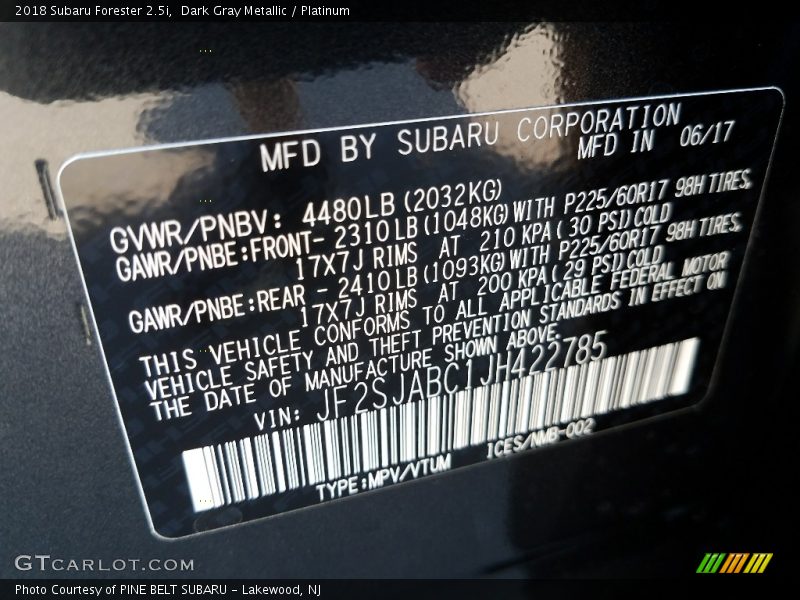 2018 Subaru Forester 2.5i,  Dark Gray Metallic / Platinum
MFD BY SUBARU CORPORATION
MFD IN 06/17
GVWR/PNBV: 4480LB (2032KG)
GAWR/PNBE:FRONT- 2310LB (1048KG) WITH P225/60R17 98H TIRES,
17X7J RIMS AT 210 KPA ( 30 PSI) COLD
GAWR/PNBE:REAR - 2410LB (1093KG) WITH P225/60R17 98H TIRES,
17X7J RIMS AT 200 KPA ( 29 PSI) COLD
THIS VEHICLE CONFORMS TO ALL APPLICABLE FEDERAL MOTOR
VEHICLE SAFETY AND THEFT PREVENTION STANDARDS IN EFFECT ON
THE DATE OF MANUFACTURE SHOWN ABOVE.
VIN: JF2SJABC1JH422785
TYPE:MPV/VTUM ICES/NMB-002
GTCARLOT.COM
Photo Courtesy of PINE BELT SUBARU - Lakewood, NJ